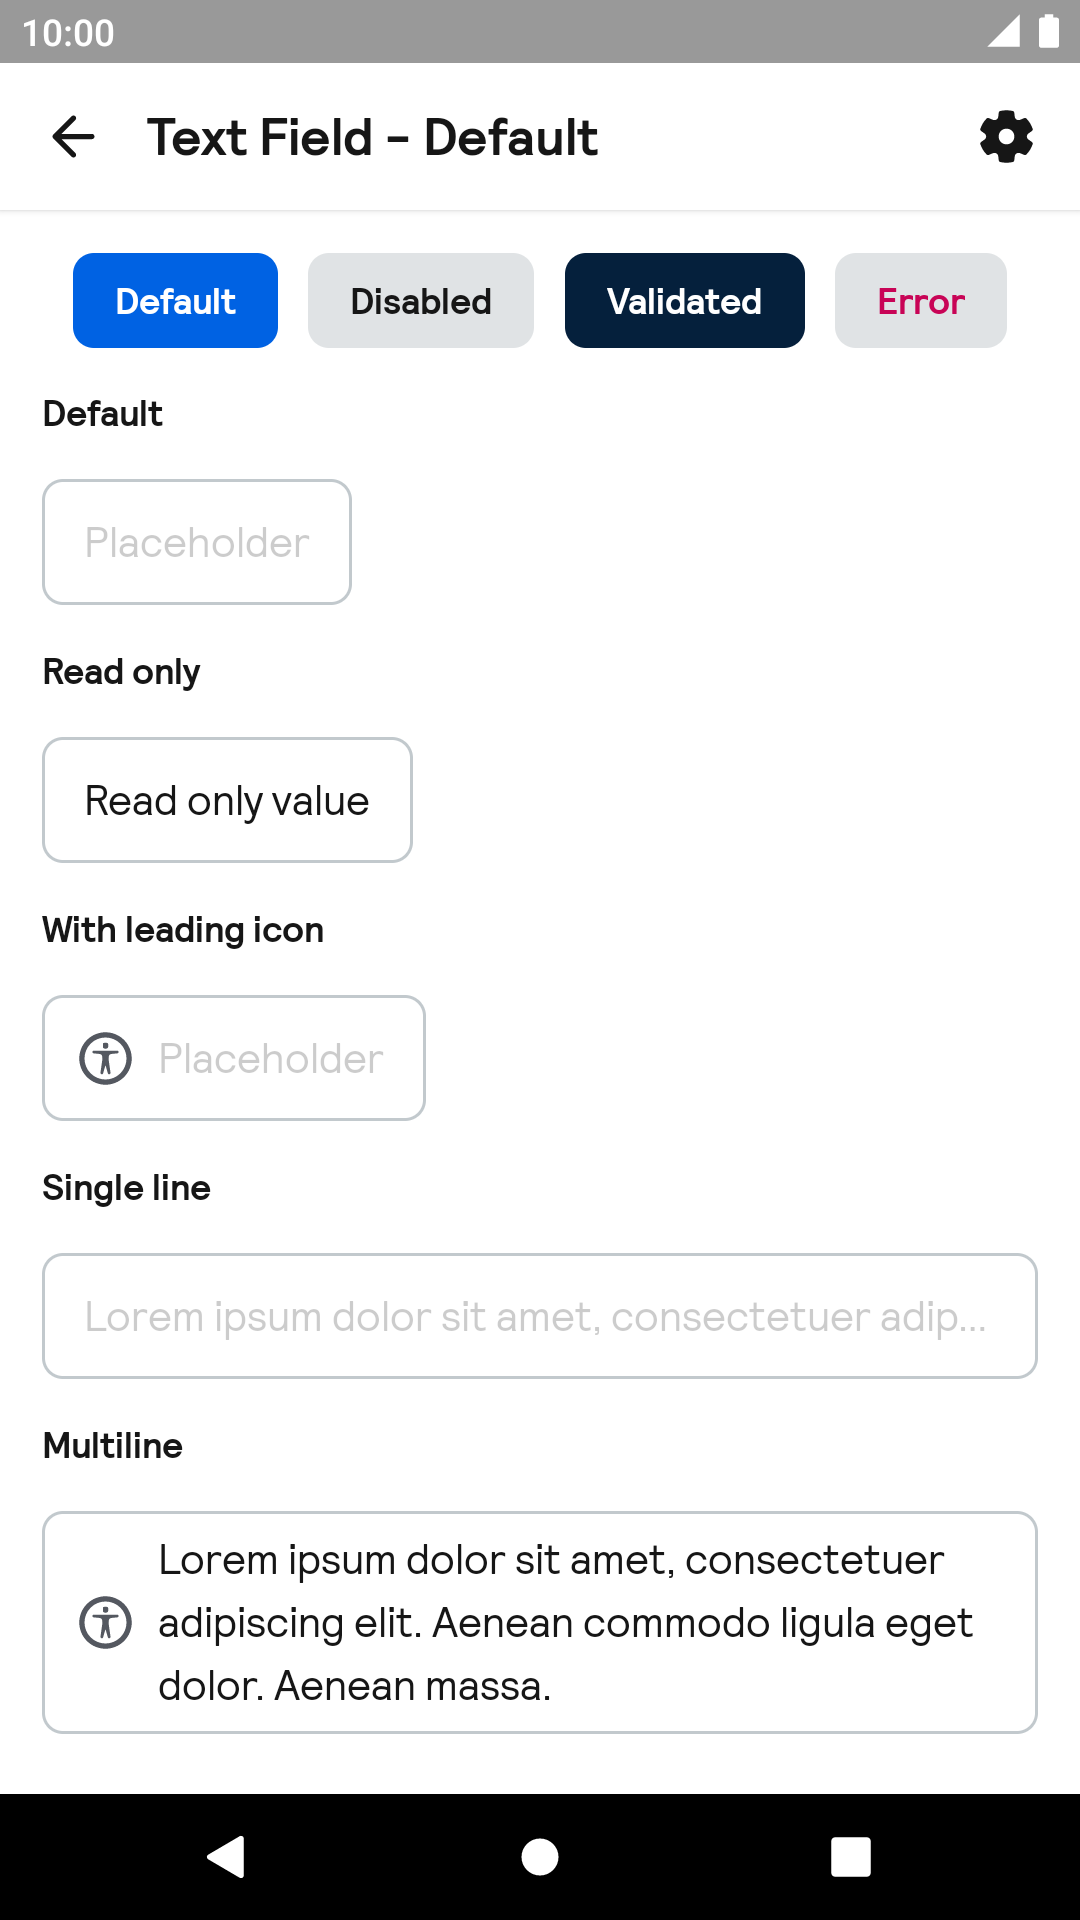 10:00
Text Field - Default
Default
Disabled
Validated
Error
Default
Placeholder
Read only
Read only value
With leading icon
Placeholder
Single line
Lorem ipsum dolor sit amet, consectetuer adip...
Multiline
Lorem ipsum dolor sit amet, consectetuer
adipiscing elit. Aenean commodo ligula eget
dolor. Aenean massa.